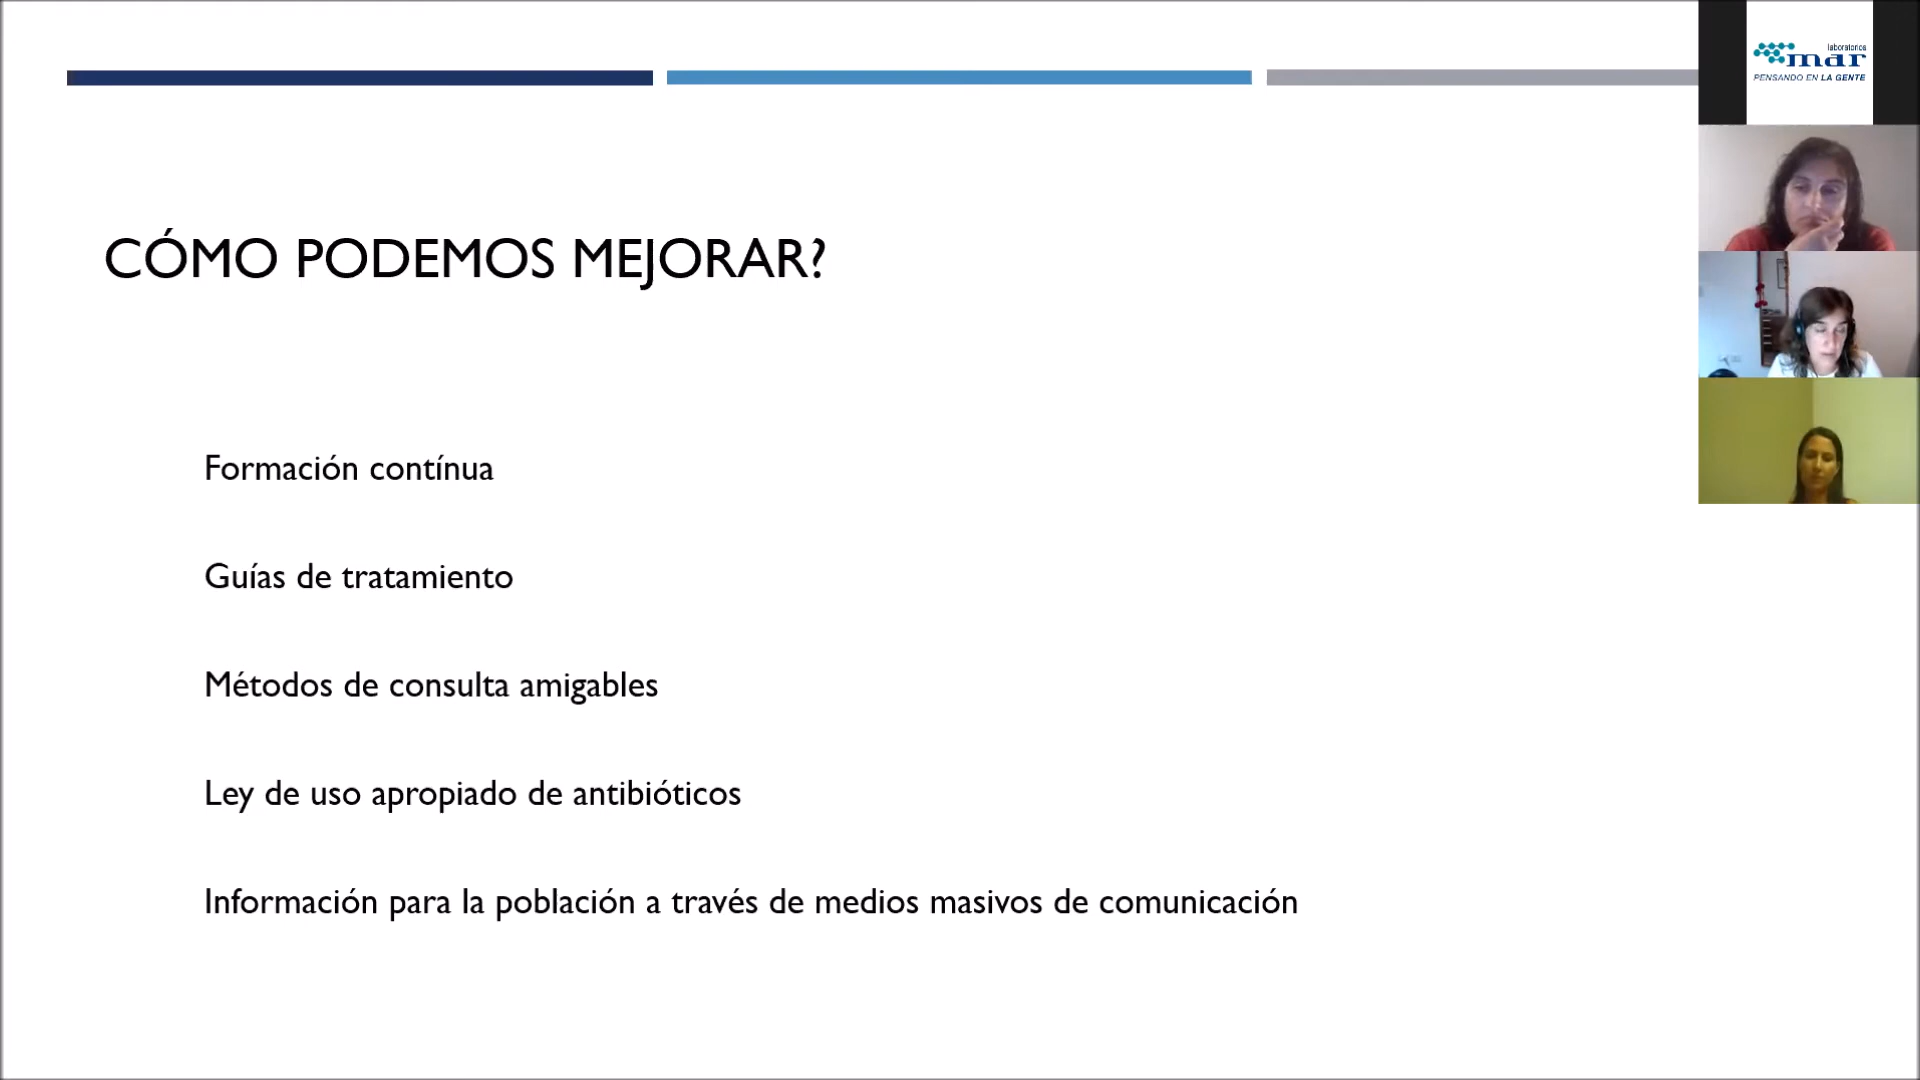 laboratorios
mar
PENSANDO EN LA GENTE
CÓMO PODEMOS MEJORAR?
Formación contínua
Guías de tratamiento
Métodos de consulta amigables
Ley de uso apropiado de antibióticos
Información para la población a través de medios masivos de comunicación